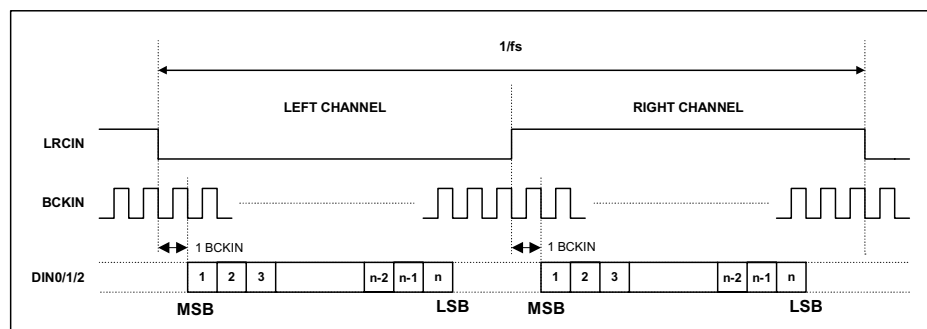 1/fs
LEFT CHANNEL RIGHT CHANNEL
LRCIN
BCKIN
1 BCKIN 1 BCKIN
DIN0/1/2 1 2 3 n-2 n-1 n 1 2 3 n-2 n-1 n
MSB LSB MSB LSB